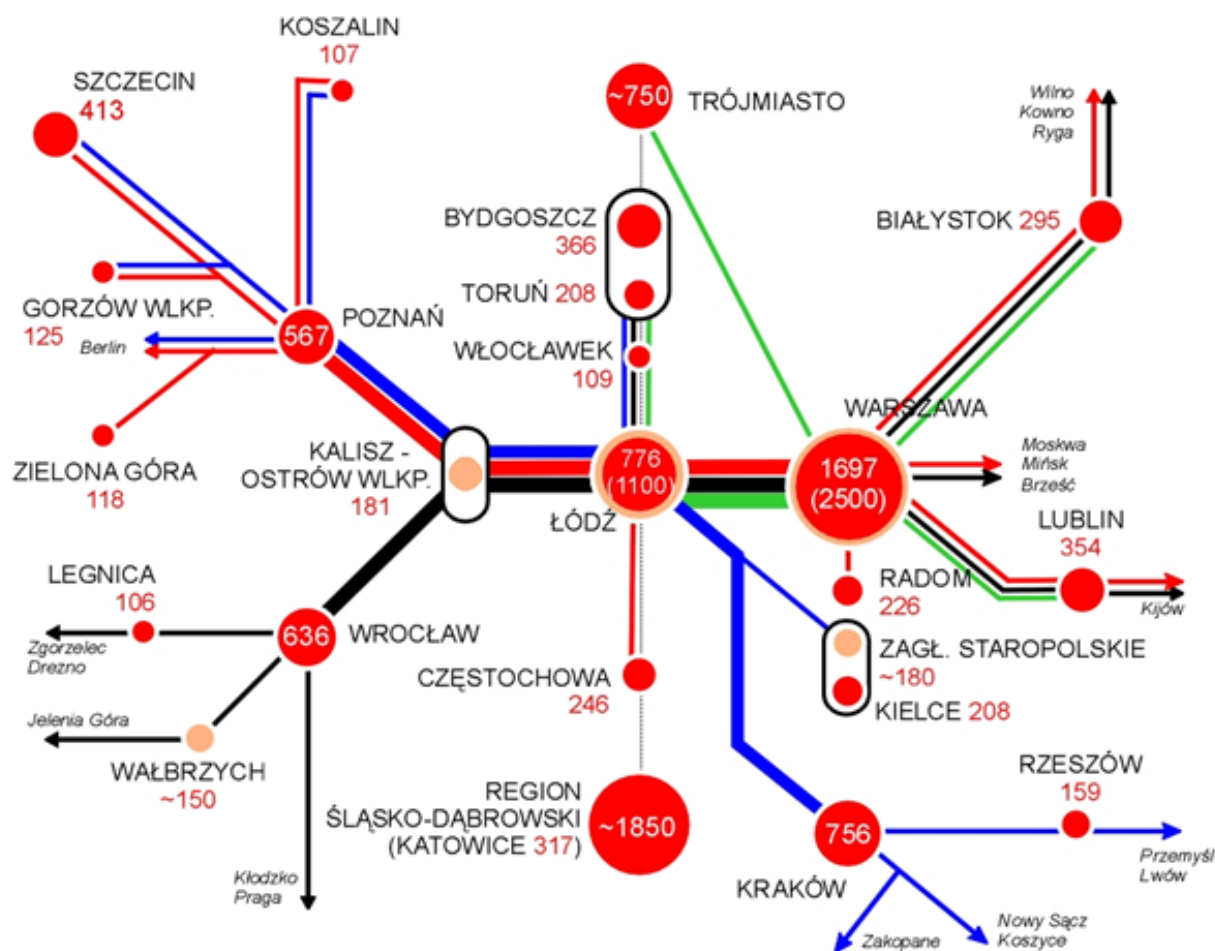 KOSZALIN
107
SZCZECIN
413
~750
TRÓJMIASTO
Wilno
Kowno
Ryga
BYDGOSZCZ
366
BIAŁYSTOK 295
TORUŃ 208
GORZÓW WLKP.
125
Berlin
567
POZNAŃ
WŁOCŁAWEK
109
WARSZAWA
ZIELONA GÓRA
118
KALISZ -
OSTRÓW WLKP.
181
776
(1100)
ŁÓDŹ
1697
(2500)
Moskwa
Mińsk
Brześć
LUBLIN
354
Kijów
LEGNICA
106
Zgorzelec
Drezno
636
WROCŁAW
RADOM
226
ZAGŁ. STAROPOLSKIE
~180
KIELCE 208
CZĘSTOCHOWA
246
Jelenia Góra
WAŁBRZYCH
~150
REGION
ŚLĄSKO-DĄBROWSKI
(KATOWICE 317)
~1850
RZESZÓW
159
756
KRAKÓW
Przemyśl
Lwów
Kłodzko
Praga
Zakopane
Nowy Sącz
Koszyce